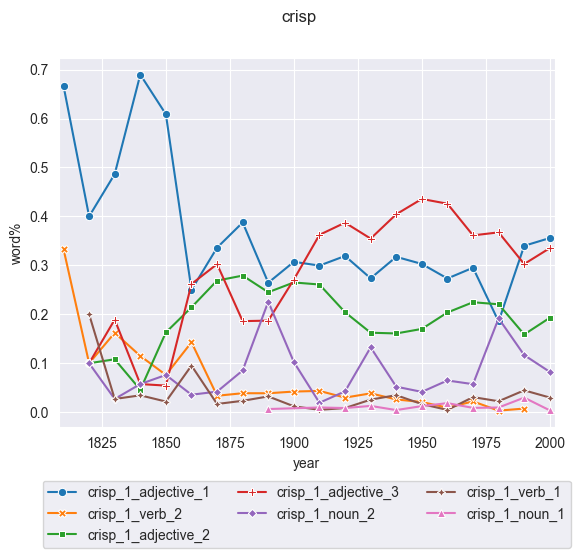 crisp
0.7
0.6
0.5
0.4
0.3
0.2
0.1
0.0
word%
1825 1850 1875 1900 1925 1950 1975 2000
year
crisp_1_adjective_1 crisp_1_adjective_3 crisp_1_verb_1
crisp_1_verb_2 crisp_1_noun_2 crisp_1_noun_1
crisp_1_adjective_2